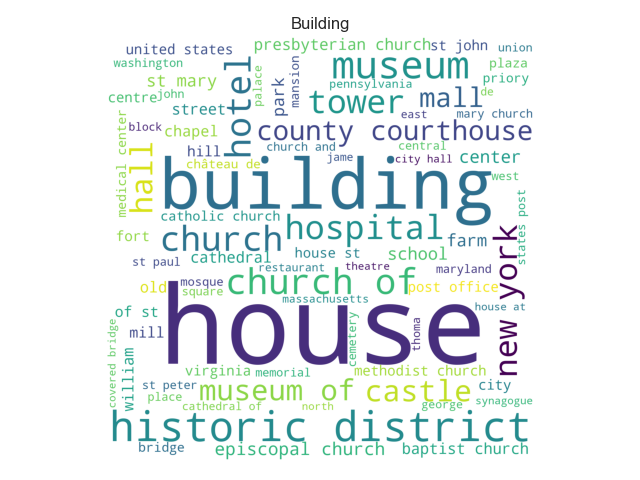 Building
united states
presbyterian church
st john
union
washington
museum
plaza
st mary
hotel
palace
park
mansion
pennsylvania
priory
centre
john
tower
mall
de
street
east
mary church
medical center
block
chapel
county courthouse
hall
hill
church and
central
château de
jame
city hall
center
building
west
catholic church
hospital
states post
fort
church
farm
cathedral
house st
school
st paul
restaurant
theatre
maryland
new york
old
mosque
square
church of
post office
massachusetts
house
house at
of st
mill
cemetery
thoma
covered bridge
william
virginia
memorial
methodist church
st peter
museum of
castle
city
place
cathedral of
north
george
synagogue
historic district
bridge
episcopal church
baptist church